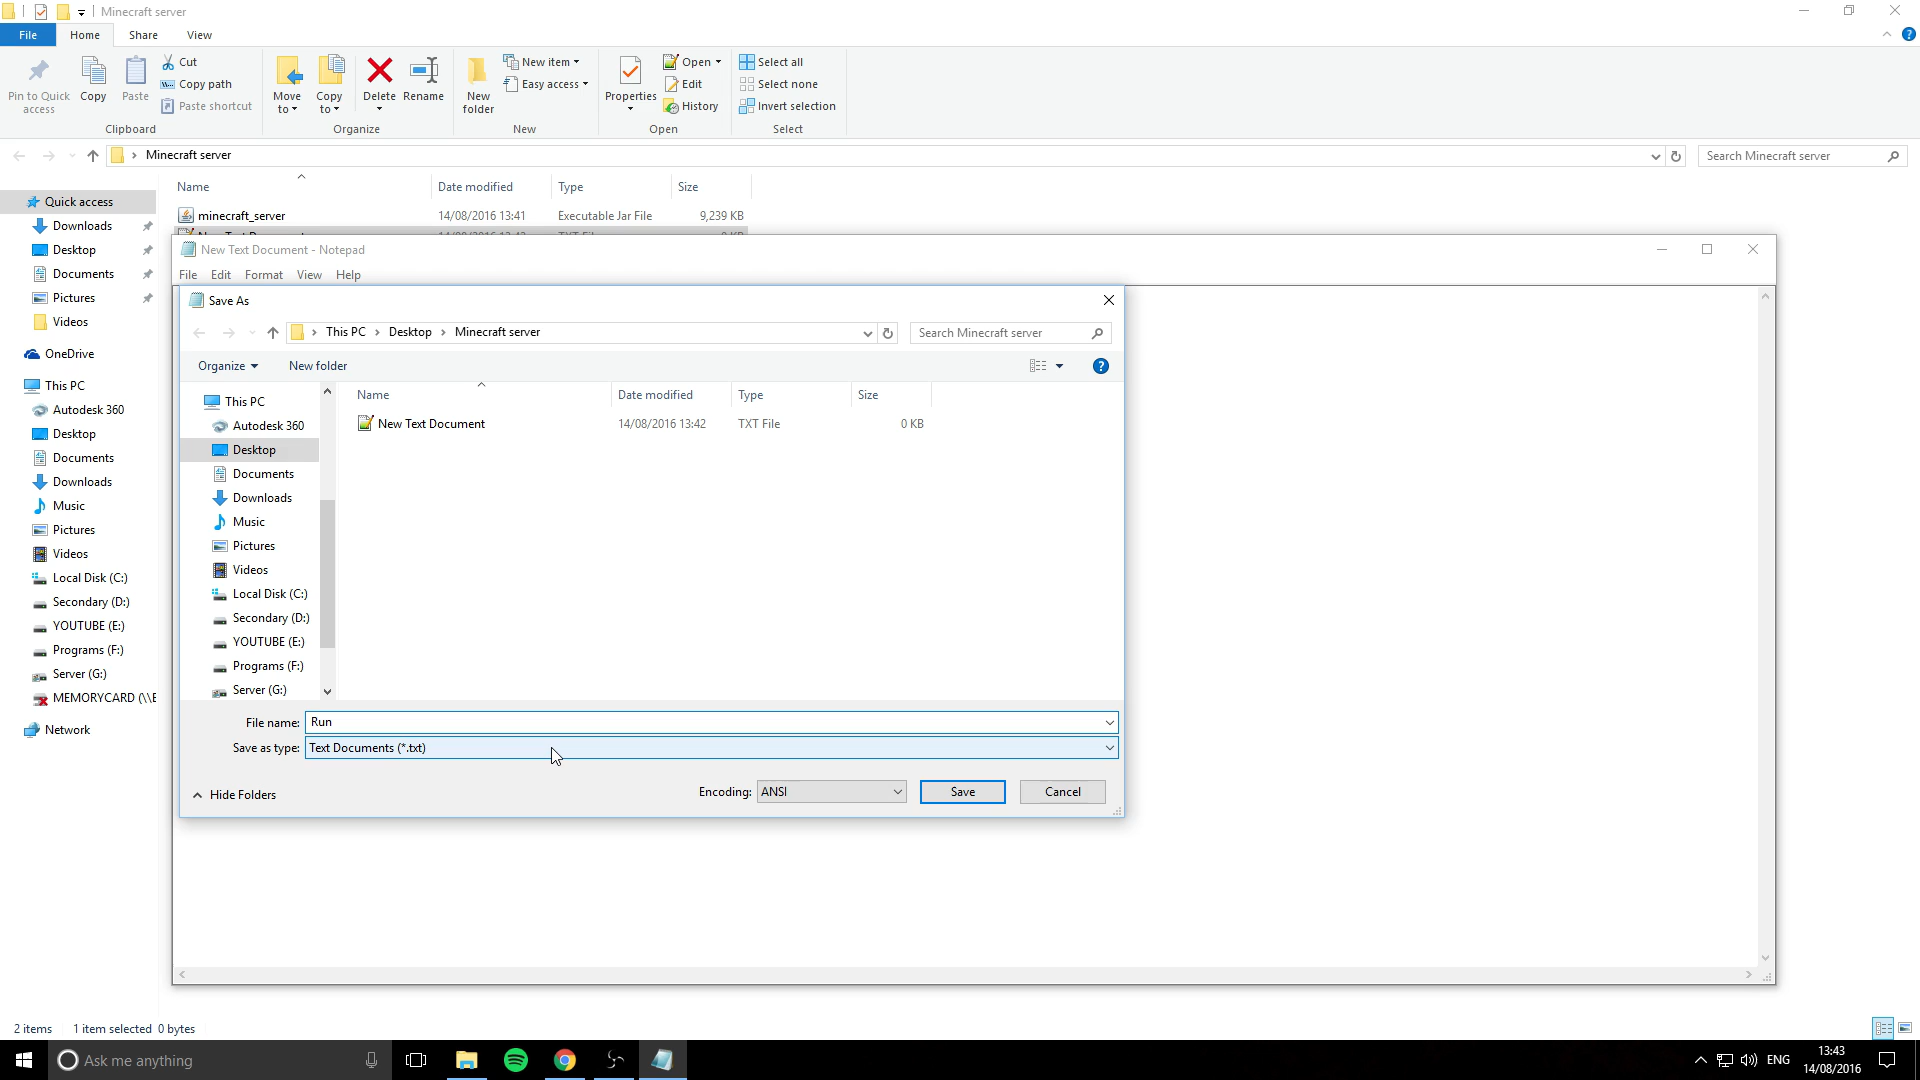 Minecraft server
File Home Share View
Pin to Quick access
Copy
Paste
Cut
Copy path
Paste shortcut
Clipboard
Move to
Copy to
Delete
Rename
Organize
New folder
New item
Easy access
New
Properties
Open
Edit
History
Open
Select all
Select none
Invert selection
Select
Minecraft server
Search Minecraft server
Name Date modified Type Size
minecraft_server 14/08/2016 13:41 Executable Jar File 9,239 KB
Quick access
Downloads
Desktop
Documents
Pictures
Videos
OneDrive
This PC
Autodesk 360
Desktop
Documents
Downloads
Music
Pictures
Videos
Local Disk (C:)
Secondary (D:)
YOUTUBE (E:)
Programs (F:)
Server (G:)
MEMORYCARD (\\E
Network
New Text Document - Notepad
File Edit Format View Help
Save As
This PC Desktop Minecraft server
Search Minecraft server
Organize New folder
This PC
Autodesk 360
Desktop
Documents
Downloads
Music
Pictures
Videos
Local Disk (C:)
Secondary (D:)
YOUTUBE (E:)
Programs (F:)
Server (G:)
Name Date modified Type Size
New Text Document 14/08/2016 13:42 TXT File 0 KB
File name: Run
Save as type: Text Documents (*.txt)
Hide Folders
Encoding: ANSI
Save
Cancel
2 items 1 item selected 0 bytes
Ask me anything
ENG
13:43
14/08/2016